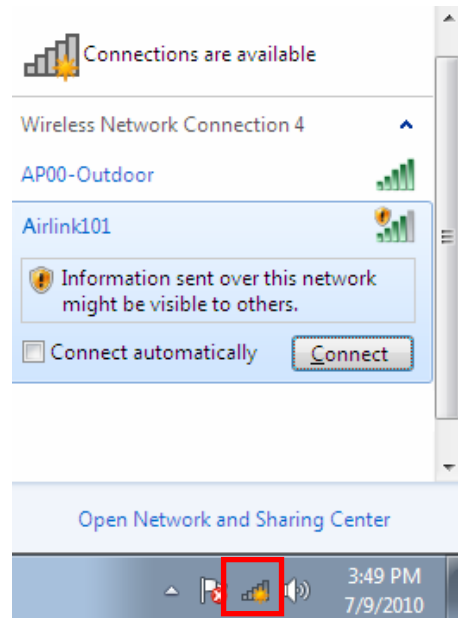 Connections are available
Wireless Network Connection 4
AP00-Outdoor
Airlink101
Information sent over this network
might be visible to others.
Connect automatically
Connect
Open Network and Sharing Center
3:49 PM
7/9/2010